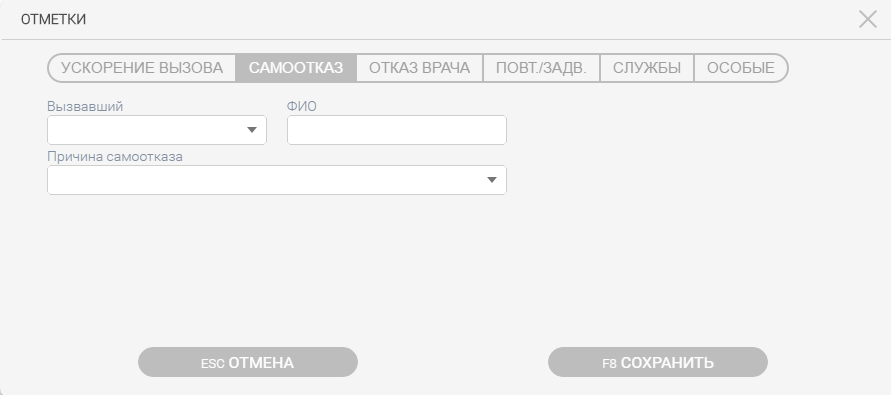 ОТМЕТКИ
УСКОРЕНИЕ ВЫЗОВА САМООТКАЗ ОТКАЗ ВРАЧА ПОВТ./ЗАДВ. СЛУЖБЫ ОСОБЫЕ
Вызвавший ФИО
Причина самоотказа
ESC ОТМЕНА F8 СОХРАНИТЬ